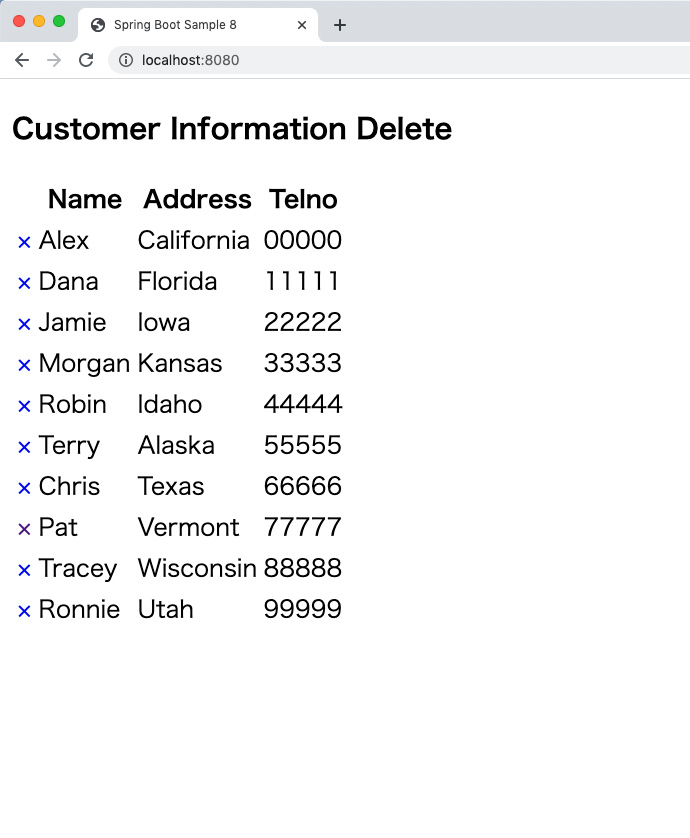 Spring Boot Sample 8
localhost:8080
Customer Information Delete
Name Address Telno
× Alex California 00000
× Dana Florida 11111
× Jamie Iowa 22222
× Morgan Kansas 33333
× Robin Idaho 44444
× Terry Alaska 55555
× Chris Texas 66666
× Pat Vermont 77777
× Tracey Wisconsin 88888
× Ronnie Utah 99999